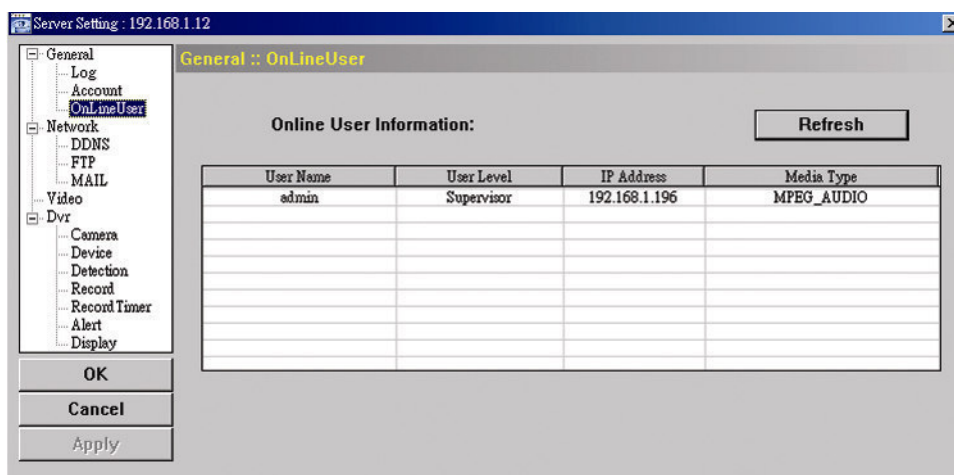 Server Setting : 192.168.1.12
General
Log
Account
OnLineUser
Network
DDNS
FTP
MAIL
Video
Dvr
Camera
Device
Detection
Record
Record Timer
Alert
Display
OK
Cancel
Apply
General :: OnLineUser
Online User Information:
Refresh
User Name User Level IP Address Media Type
admin Supervisor 192.168.1.196 MPEG_AUDIO